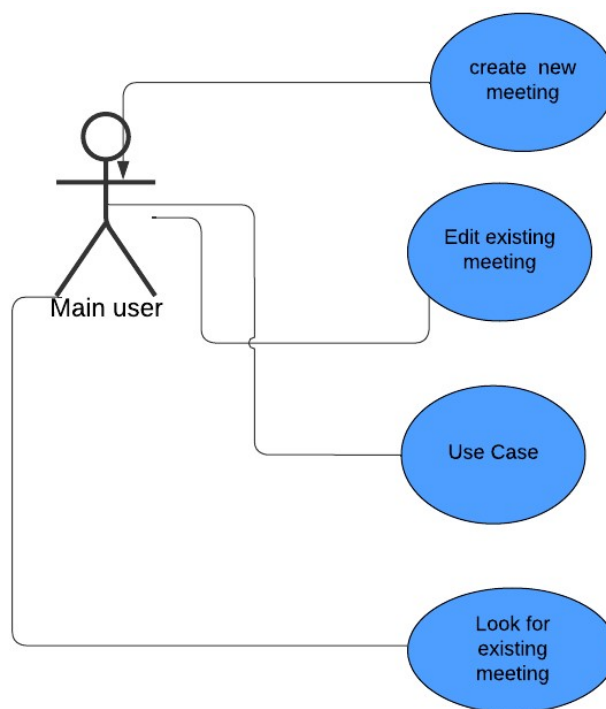 create new
meeting
Edit existing
meeting
Main user
Use Case
Look for
existing
meeting